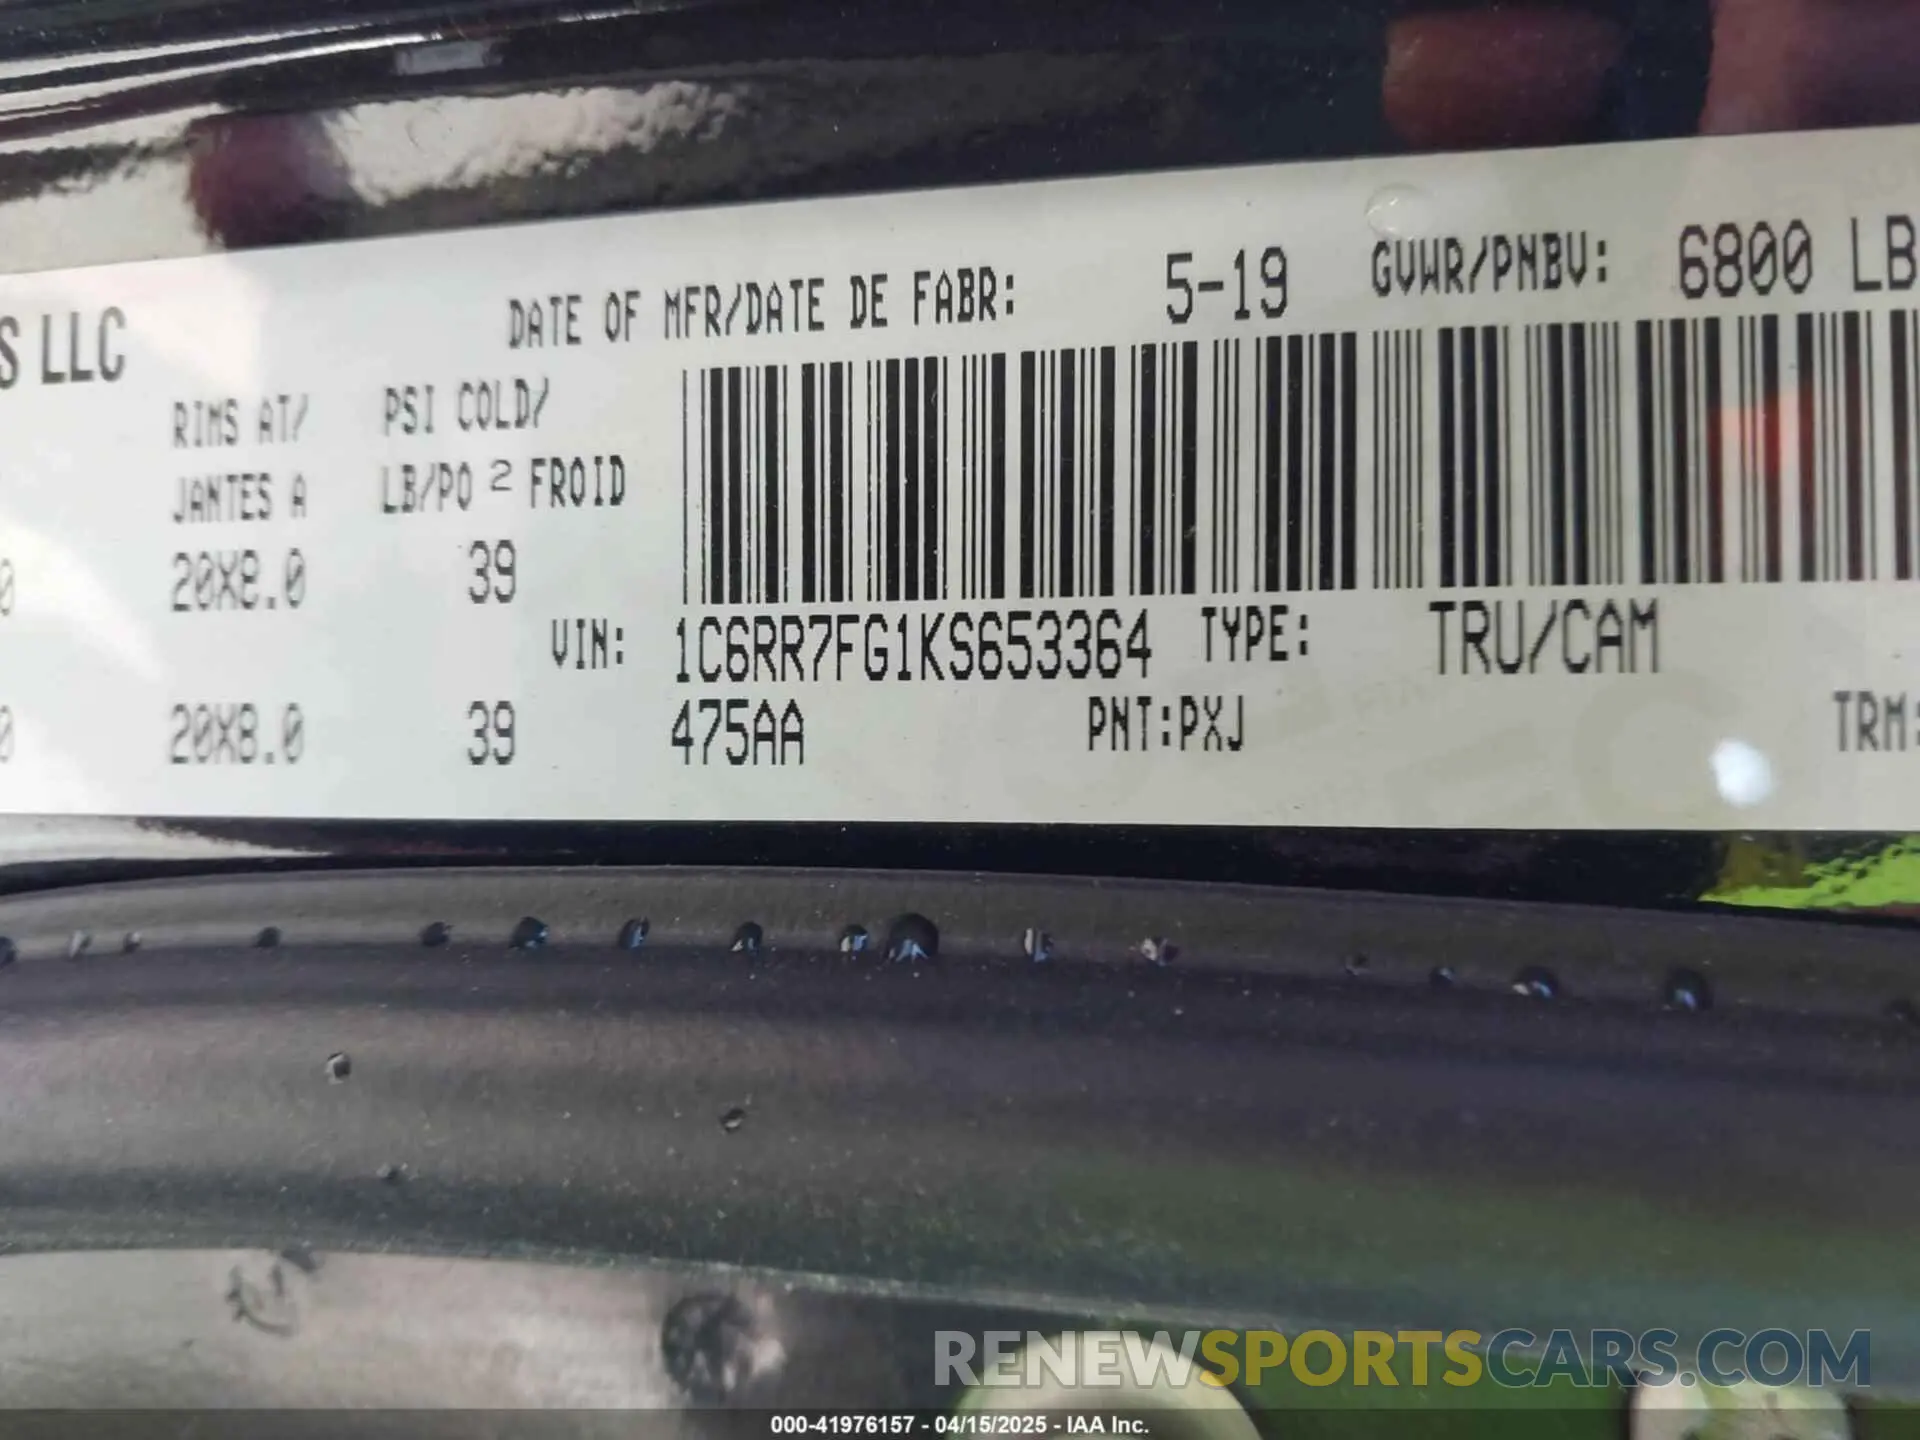 DATE OF MFR/DATE DE FABR: 5-19 GVWR/PNBV: 6800 LB
S LLC
RIMS AT/ PSI COLD/
JANTES A LB/PO 2 FROID
0 20X8.0 39
VIN: 1C6RR7FG1KS653364 TYPE: TRU/CAM
0 20X8.0 39 475AA PNT:PXJ TRM:
RENEWSPORTSCARS.COM
000-41976157 - 04/15/2025 - IAA Inc.